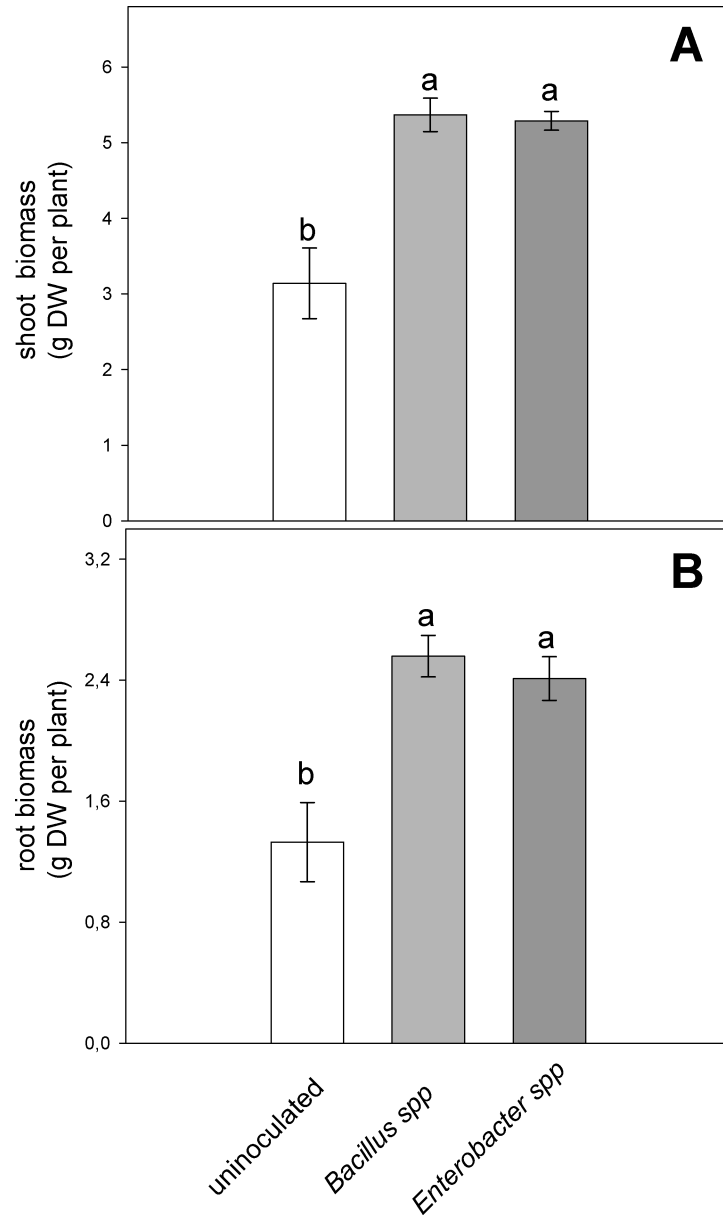 A
6
5
4
3
2
1
0
shoot biomass
(g DW per plant)
b
a
a
B
3,2
2,4
1,6
0,8
0,0
root biomass
(g DW per plant)
b
a
a
uninoculated
Bacillus spp
Enterobacter spp